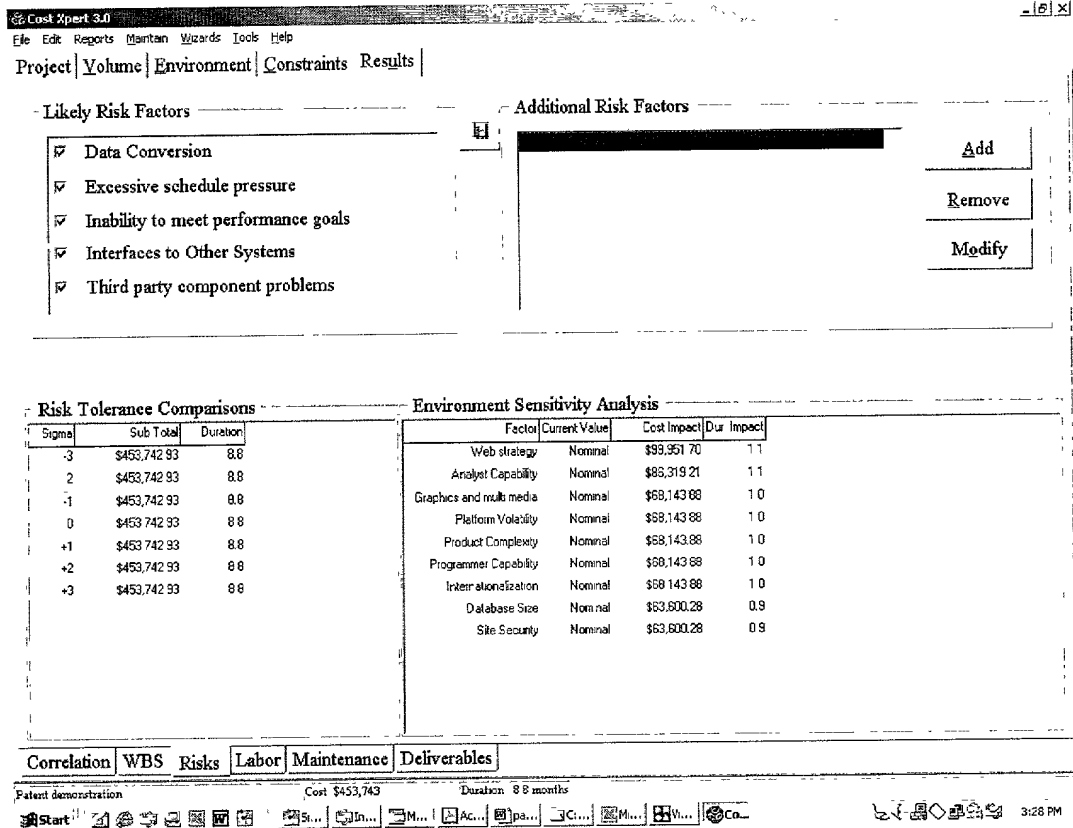 Cost Xpert 3.0
File Edit Reports Maintain Wizards Tools Help
Project Volume Environment Constraints Results
Likely Risk Factors
Data Conversion
Excessive schedule pressure
Inability to meet performance goals
Interfaces to Other Systems
Third party component problems
Additional Risk Factors
Add
Remove
Modify
Risk Tolerance Comparisons
Sigma Sub Total Duration
-3 $453,742 93 8.8
2 $453,742 93 8.8
-1 $453,742 93 8.8
0 $453 742 93 8 8
+1 $453 742 93 8.8
+2 $453,742 93 8 8
+3 $453,742 93 8 8
Environment Sensitivity Analysis
Factor Current Value Cost Impact Dur Impact
Web strategy Nominal $99,951 70 1 1
Analyst Capability Nominal $86,319 21 1 1
Graphics and multi media Nominal $68,143 88 1 0
Platform Volatility Nominal $68,143 88 1 0
Product Complexity Nominal $68,143.88 1 0
Programmer Capability Nominal $68,143 88 1 0
Internationalization Nominal $68 143 88 1 0
Database Size Nominal $63,600.28 0.9
Site Security Nominal $63,600.28 0.9
Correlation WBS Risks Labor Maintenance Deliverables
Patent demonstration Cost $453,743 Duration 8 8 months
Start In... M... Ac... pa... C:... M... Vi... Co... 3:28 PM